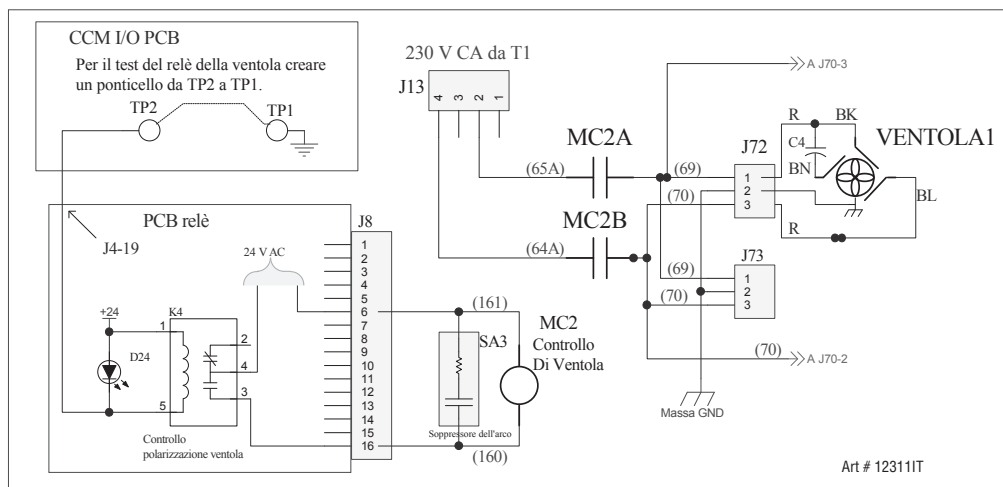 CCM I/O PCB
Per il test del relè della ventola creare
un ponticello da TP2 a TP1.
TP2
TP1
230 V CA da T1
J13
4
3
2
1
A J70-3
MC2A
(65A)
(69)
MC2B
(64A)
(70)
J72
1
2
3
R
BK
C4
BN
VENTOLA1
BL
R
J73
(69)
(70)
1
2
3
(70)
A J70-2
Massa GND
PCB relè
J4-19
24 V AC
J8
1
2
3
4
5
6
7
8
9
10
11
12
13
14
15
16
+24
D24
K4
1
5
2
4
3
Controllo
polarizzazione ventola
(161)
SA3
Soppressore dell'arco
(160)
MC2
Controllo
Di Ventola
Art # 12311IT